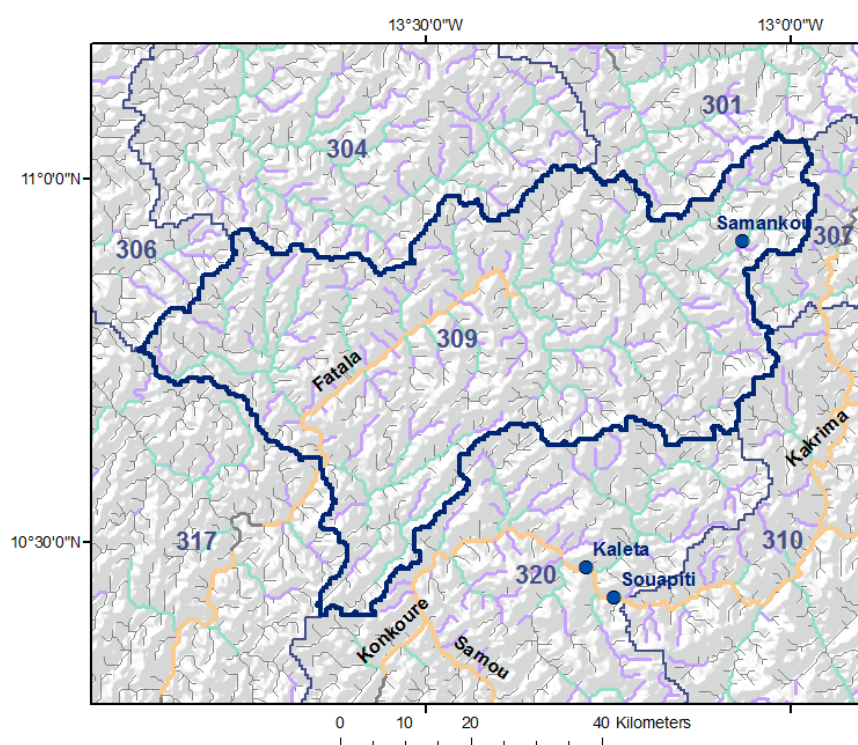 13°30'0"W
13°0'0"W
301
304
11°0'0"N
Samankou
307
306
309
Fatala
Kakrima
10°30'0"N
317
310
Kaleta
320
Souapiti
Konkoure
Samou
0 10 20 40 Kilometers